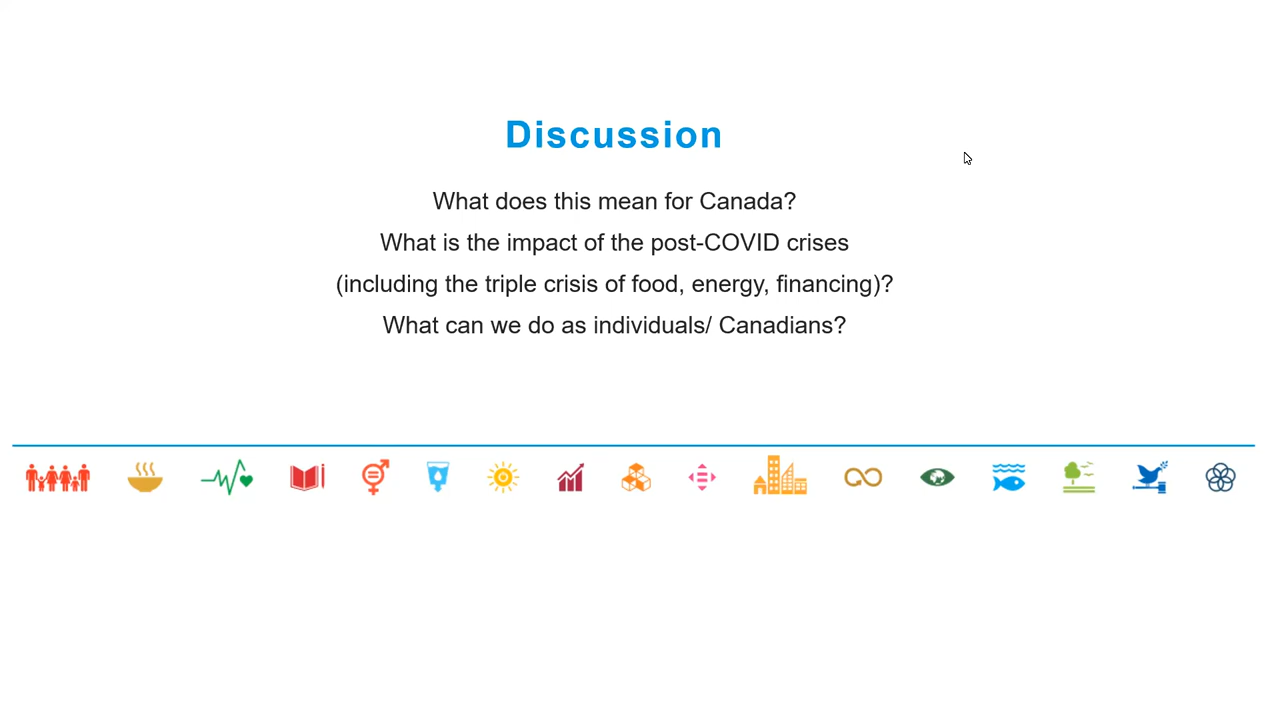 Discussion
What does this mean for Canada?
What is the impact of the post-COVID crises
(including the triple crisis of food, energy, financing)?
What can we do as individuals/ Canadians?